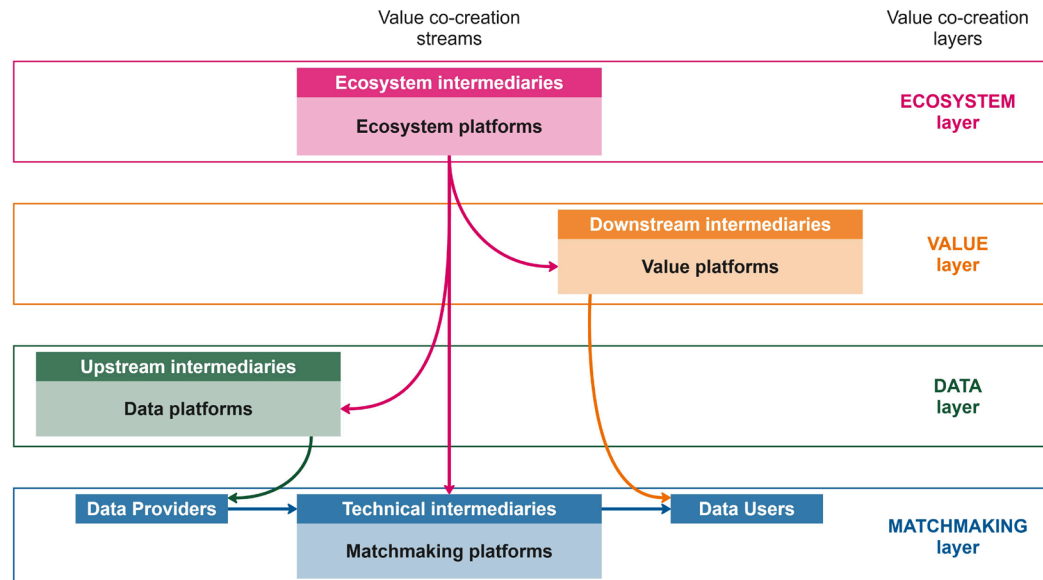 Value co-creation
streams
Value co-creation
layers
Ecosystem intermediaries
Ecosystem platforms
ECOSYSTEM
layer
Downstream intermediaries
Value platforms
VALUE
layer
Upstream intermediaries
Data platforms
DATA
layer
Data Providers
Technical intermediaries
Data Users
Matchmaking platforms
MATCHMAKING
layer